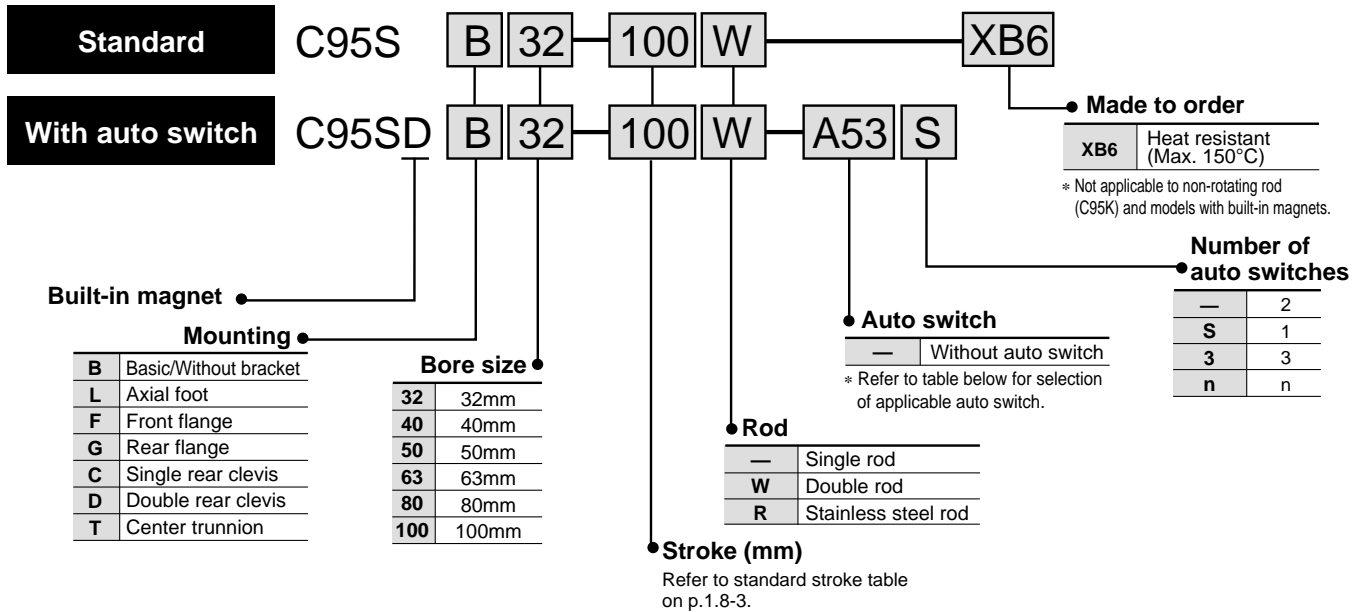 Standard C95S B 32 100 W XB6
With auto switch C95SD B 32 100 W A53 S
Made to order
XB6 Heat resistant
(Max. 150°C)
* Not applicable to non-rotating rod
(C95K) and models with built-in magnets.
Number of
auto switches
— 2
S 1
3 3
n n
Built-in magnet
Mounting
B Basic/Without bracket
L Axial foot
F Front flange
G Rear flange
C Single rear clevis
D Double rear clevis
T Center trunnion
Bore size
32 32mm
40 40mm
50 50mm
63 63mm
80 80mm
100 100mm
Auto switch
— Without auto switch
* Refer to table below for selection
of applicable auto switch.
Rod
— Single rod
W Double rod
R Stainless steel rod
Stroke (mm)
Refer to standard stroke table
on p.1.8-3.